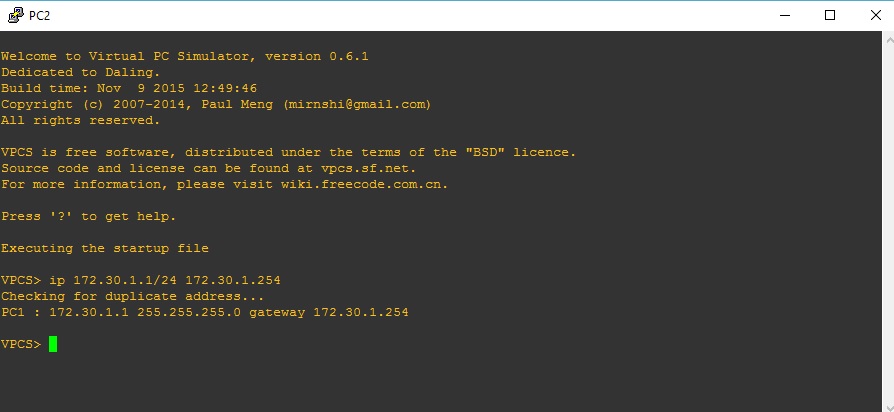 PC2
Welcome to Virtual PC Simulator, version 0.6.1
Dedicated to Daling.
Build time: Nov  9 2015 12:49:46
Copyright (c) 2007-2014, Paul Meng (mirnshi@gmail.com)
All rights reserved.
VPCS is free software, distributed under the terms of the "BSD" licence.
Source code and license can be found at vpcs.sf.net.
For more information, please visit wiki.freecode.com.cn.
Press '?' to get help.
Executing the startup file
VPCS> ip 172.30.1.1/24 172.30.1.254
Checking for duplicate address...
PC1 : 172.30.1.1 255.255.255.0 gateway 172.30.1.254
VPCS>